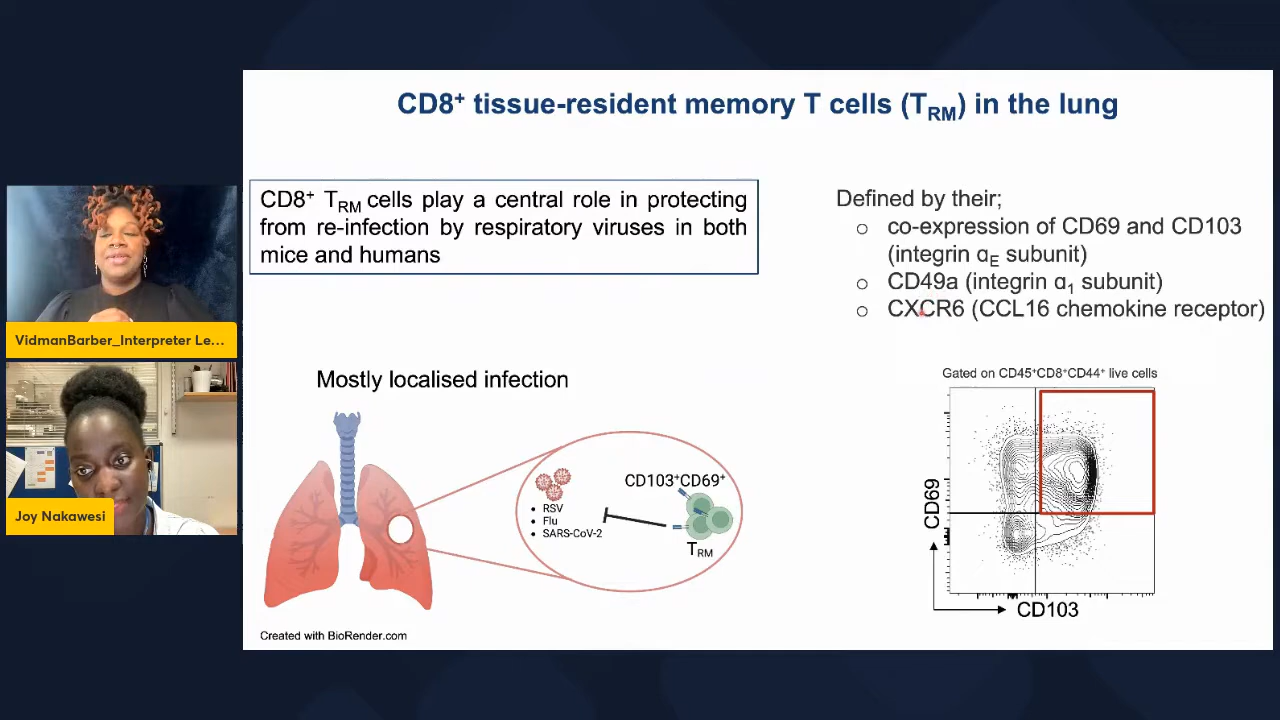 CD8⁺ tissue-resident memory T cells (T_RM) in the lung
CD8⁺ T_RM cells play a central role in protecting
from re-infection by respiratory viruses in both
mice and humans
Defined by their;
co-expression of CD69 and CD103
(integrin ɑ_E subunit)
CD49a (integrin ɑ₁ subunit)
CXCR6 (CCL16 chemokine receptor)
VidmanBarber_Interpreter Le...
Joy Nakawesi
Mostly localised infection
RSV
Flu
SARS-CoV-2
CD103⁺CD69⁺
T_RM
Created with BioRender.com
Gated on CD45⁺CD8⁺CD44⁺ live cells
CD69
CD103